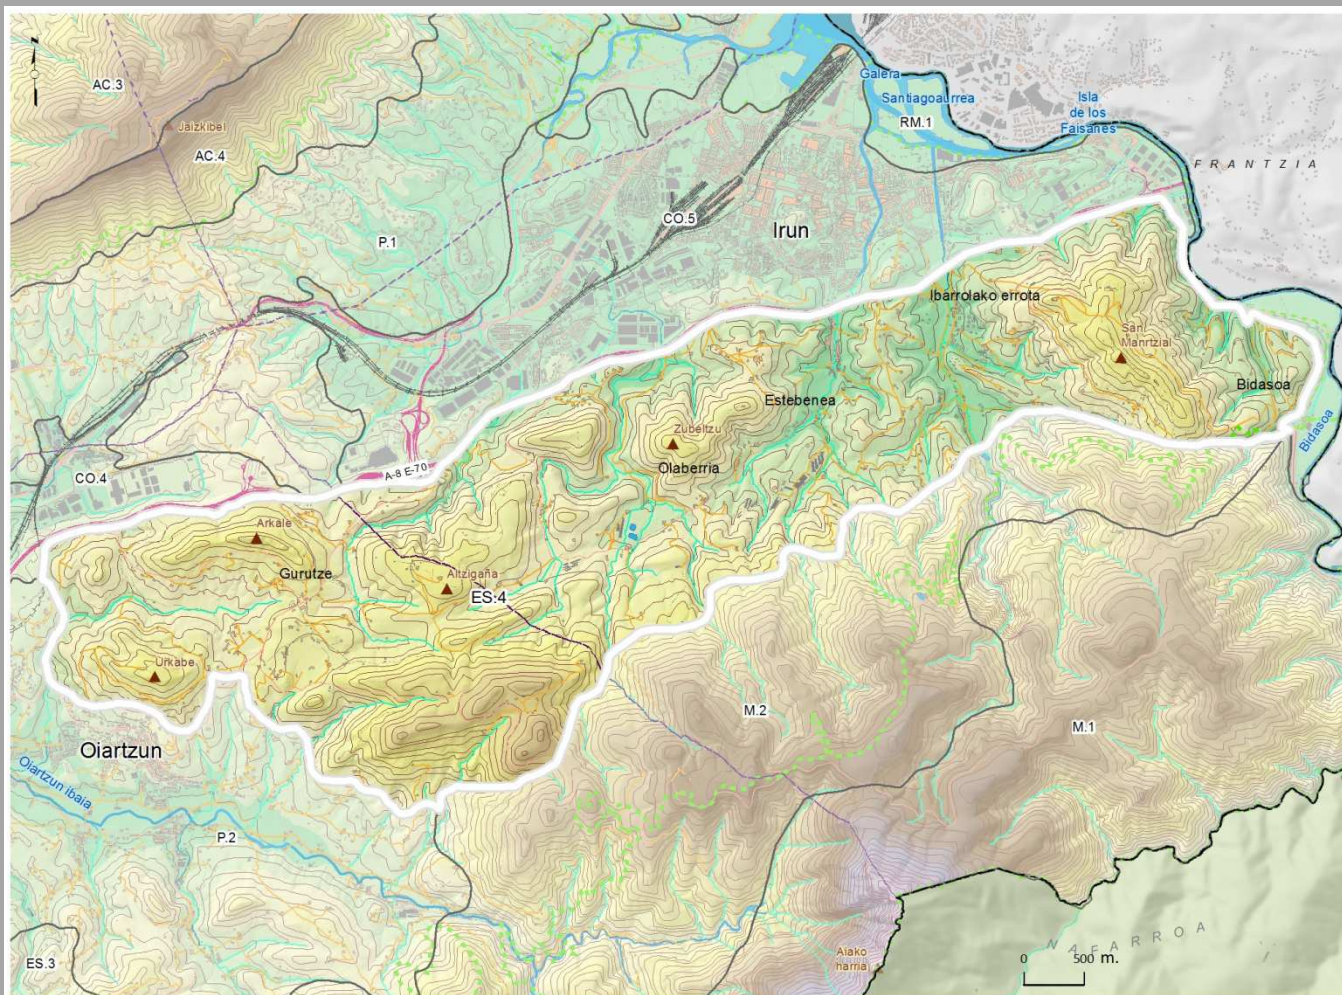 AC.3
Galera
Jaizkibel
Santiagoaurrea
Isla
de los
Faisanes
RM.1
AC.4
FRANTZIA
CO.5
P.1
Irun
Ibarrolako errota
San
Manrtzial
Bidasoa
Estebenea
Zubeltzu
Bidasoa
Olaberria
A-8 E-70
CO.4
Arkale
Gurutze
Altzigaña
ES:4
Urkabe
M.2
M.1
Oiartzun
Oiartzun ibaia
P.2
NAFARROA
Aiako
harria
0 500 m.
ES.3